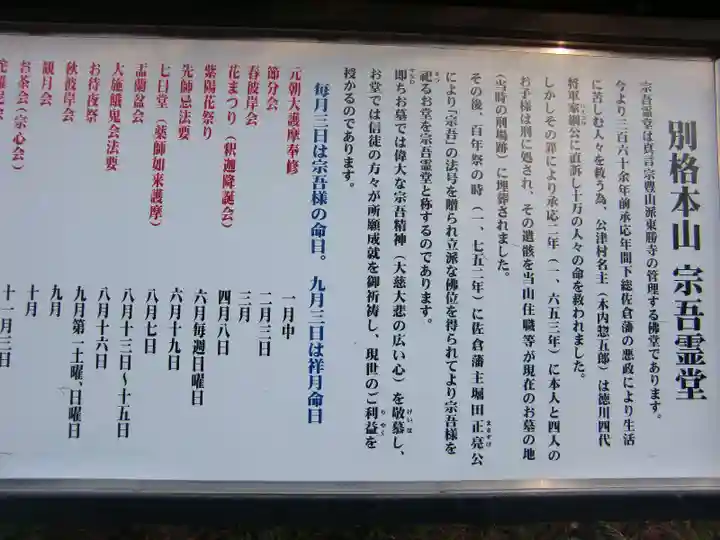 別格本山 宗吾霊堂
宗吾霊堂は真言宗豊山派東勝寺の管理する佛堂であります。
今より三百六十余年前承応年間下総佐倉藩の悪政により生活
に苦しむ人々を救う為、公津村名主(木内惣五郎)は徳川四代
将軍家綱公に直訴し十万の人々の命を救われました。
しかしその罪により承応二年(一、六五三年)に本人と四人の
お子様は刑に処され、その遺骸を当山住職等が現在のお墓の地
(当時の刑場跡)に埋葬されました。
その後、百年祭の時(一、七五二年)に佐倉藩主堀田正亮公
により「宗吾」の法号を贈られ立派な佛位を得られてより宗吾様を
祀るお堂を宗吾霊堂と称するのであります。
即ちお墓では偉大な宗吾精神(大慈大悲の広い心)を敬慕し、
お堂では信徒の方々が所願成就を御祈祷し、現世のご利益を
授かるのであります。
毎月三日は宗吾様の命日。 九月三日は祥月命日
元朝大護摩奉修 一月中
節分会 二月三日
春彼岸会 三月
花まつり(釈迦降誕会) 四月八日
紫陽花祭り 六月毎週日曜日
先師忌法要 六月十九日
七日堂(薬師如来護摩) 八月七日
盂蘭盆会 八月十三日〜十五日
大施餓鬼会法要 八月十六日
お待夜祭 九月第一土曜、日曜日
秋彼岸会 九月
観月会 十月
茶会(宗心会) 十一月三日